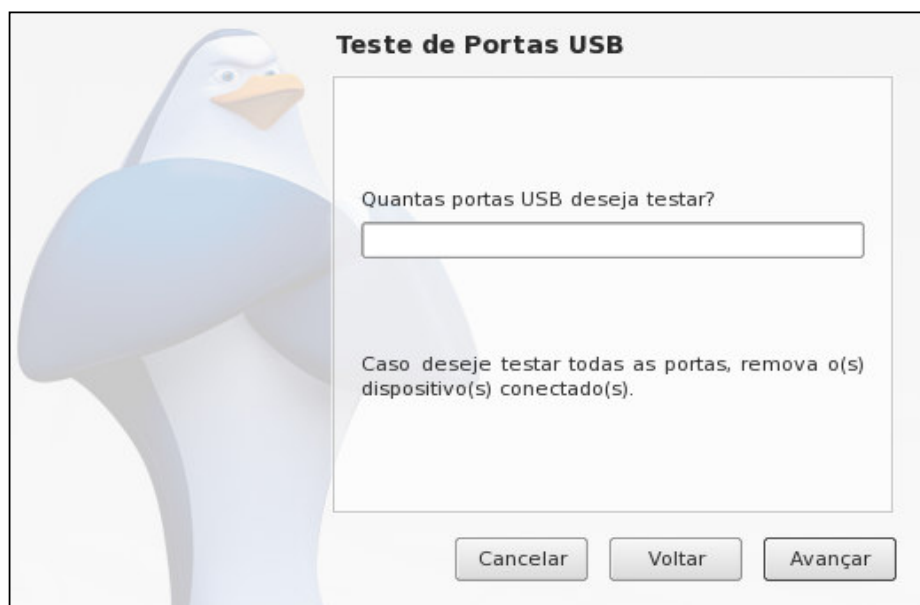 Teste de Portas USB
Quantas portas USB deseja testar?
Caso deseje testar todas as portas, remova o(s)
dispositivo(s) conectado(s).
Cancelar
Voltar
Avançar